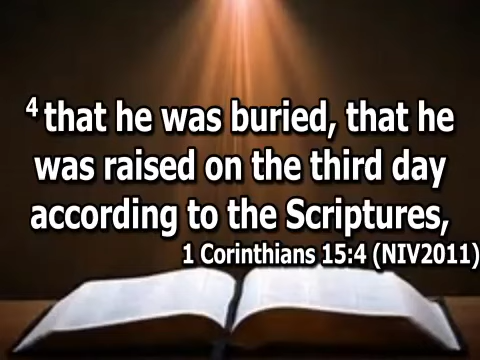 4 that he was buried, that he
was raised on the third day
according to the Scriptures,
1 Corinthians 15:4 (NIV2011)